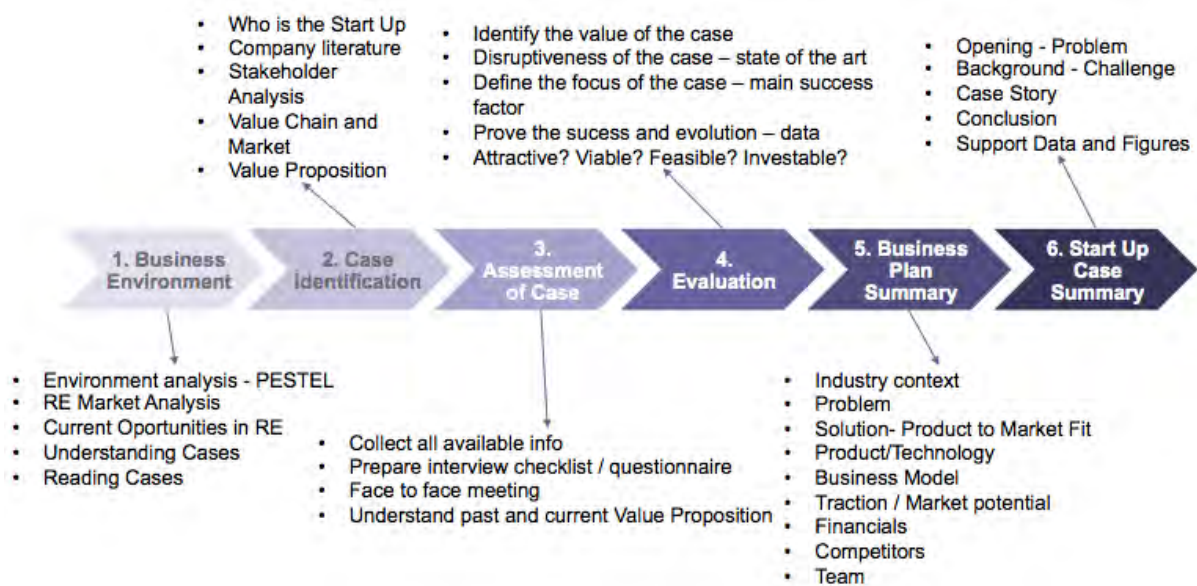 • Who is the Start Up
• Company literature
• Stakeholder
Analysis
• Value Chain and
Market
• Value Proposition
• Identify the value of the case
• Disruptiveness of the case – state of the art
• Define the focus of the case – main success
factor
• Prove the sucess and evolution – data
• Attractive? Viable? Feasible? Investable?
• Opening - Problem
• Background - Challenge
• Case Story
• Conclusion
• Support Data and Figures
1. Business
Environment
2. Case
identification
3.
Assessment
of Case
4.
Evaluation
5. Business
Plan
Summary
6. Start Up
Case
Summary
• Environment analysis - PESTEL
• RE Market Analysis
• Current Oportunities in RE
• Understanding Cases
• Reading Cases
• Collect all available info
• Prepare interview checklist / questionnaire
• Face to face meeting
• Understand past and current Value Proposition
• Industry context
• Problem
• Solution- Product to Market Fit
• Product/Technology
• Business Model
• Traction / Market potential
• Financials
• Competitors
• Team